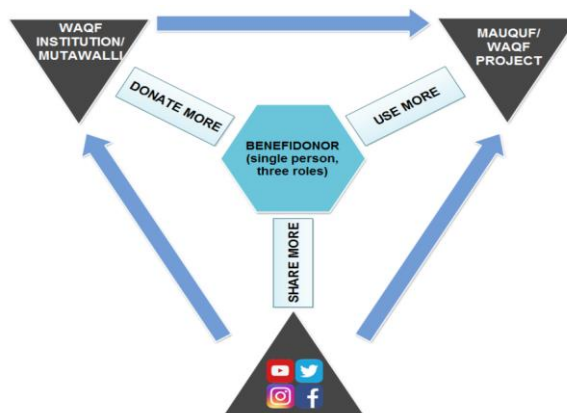 WAQF
INSTITUTION/
MUTAWALLI
MAUQUF/
WAQF
PROJECT
DONATE MORE
USE MORE
BENEFIDONOR
(single person,
three roles)
SHARE MORE